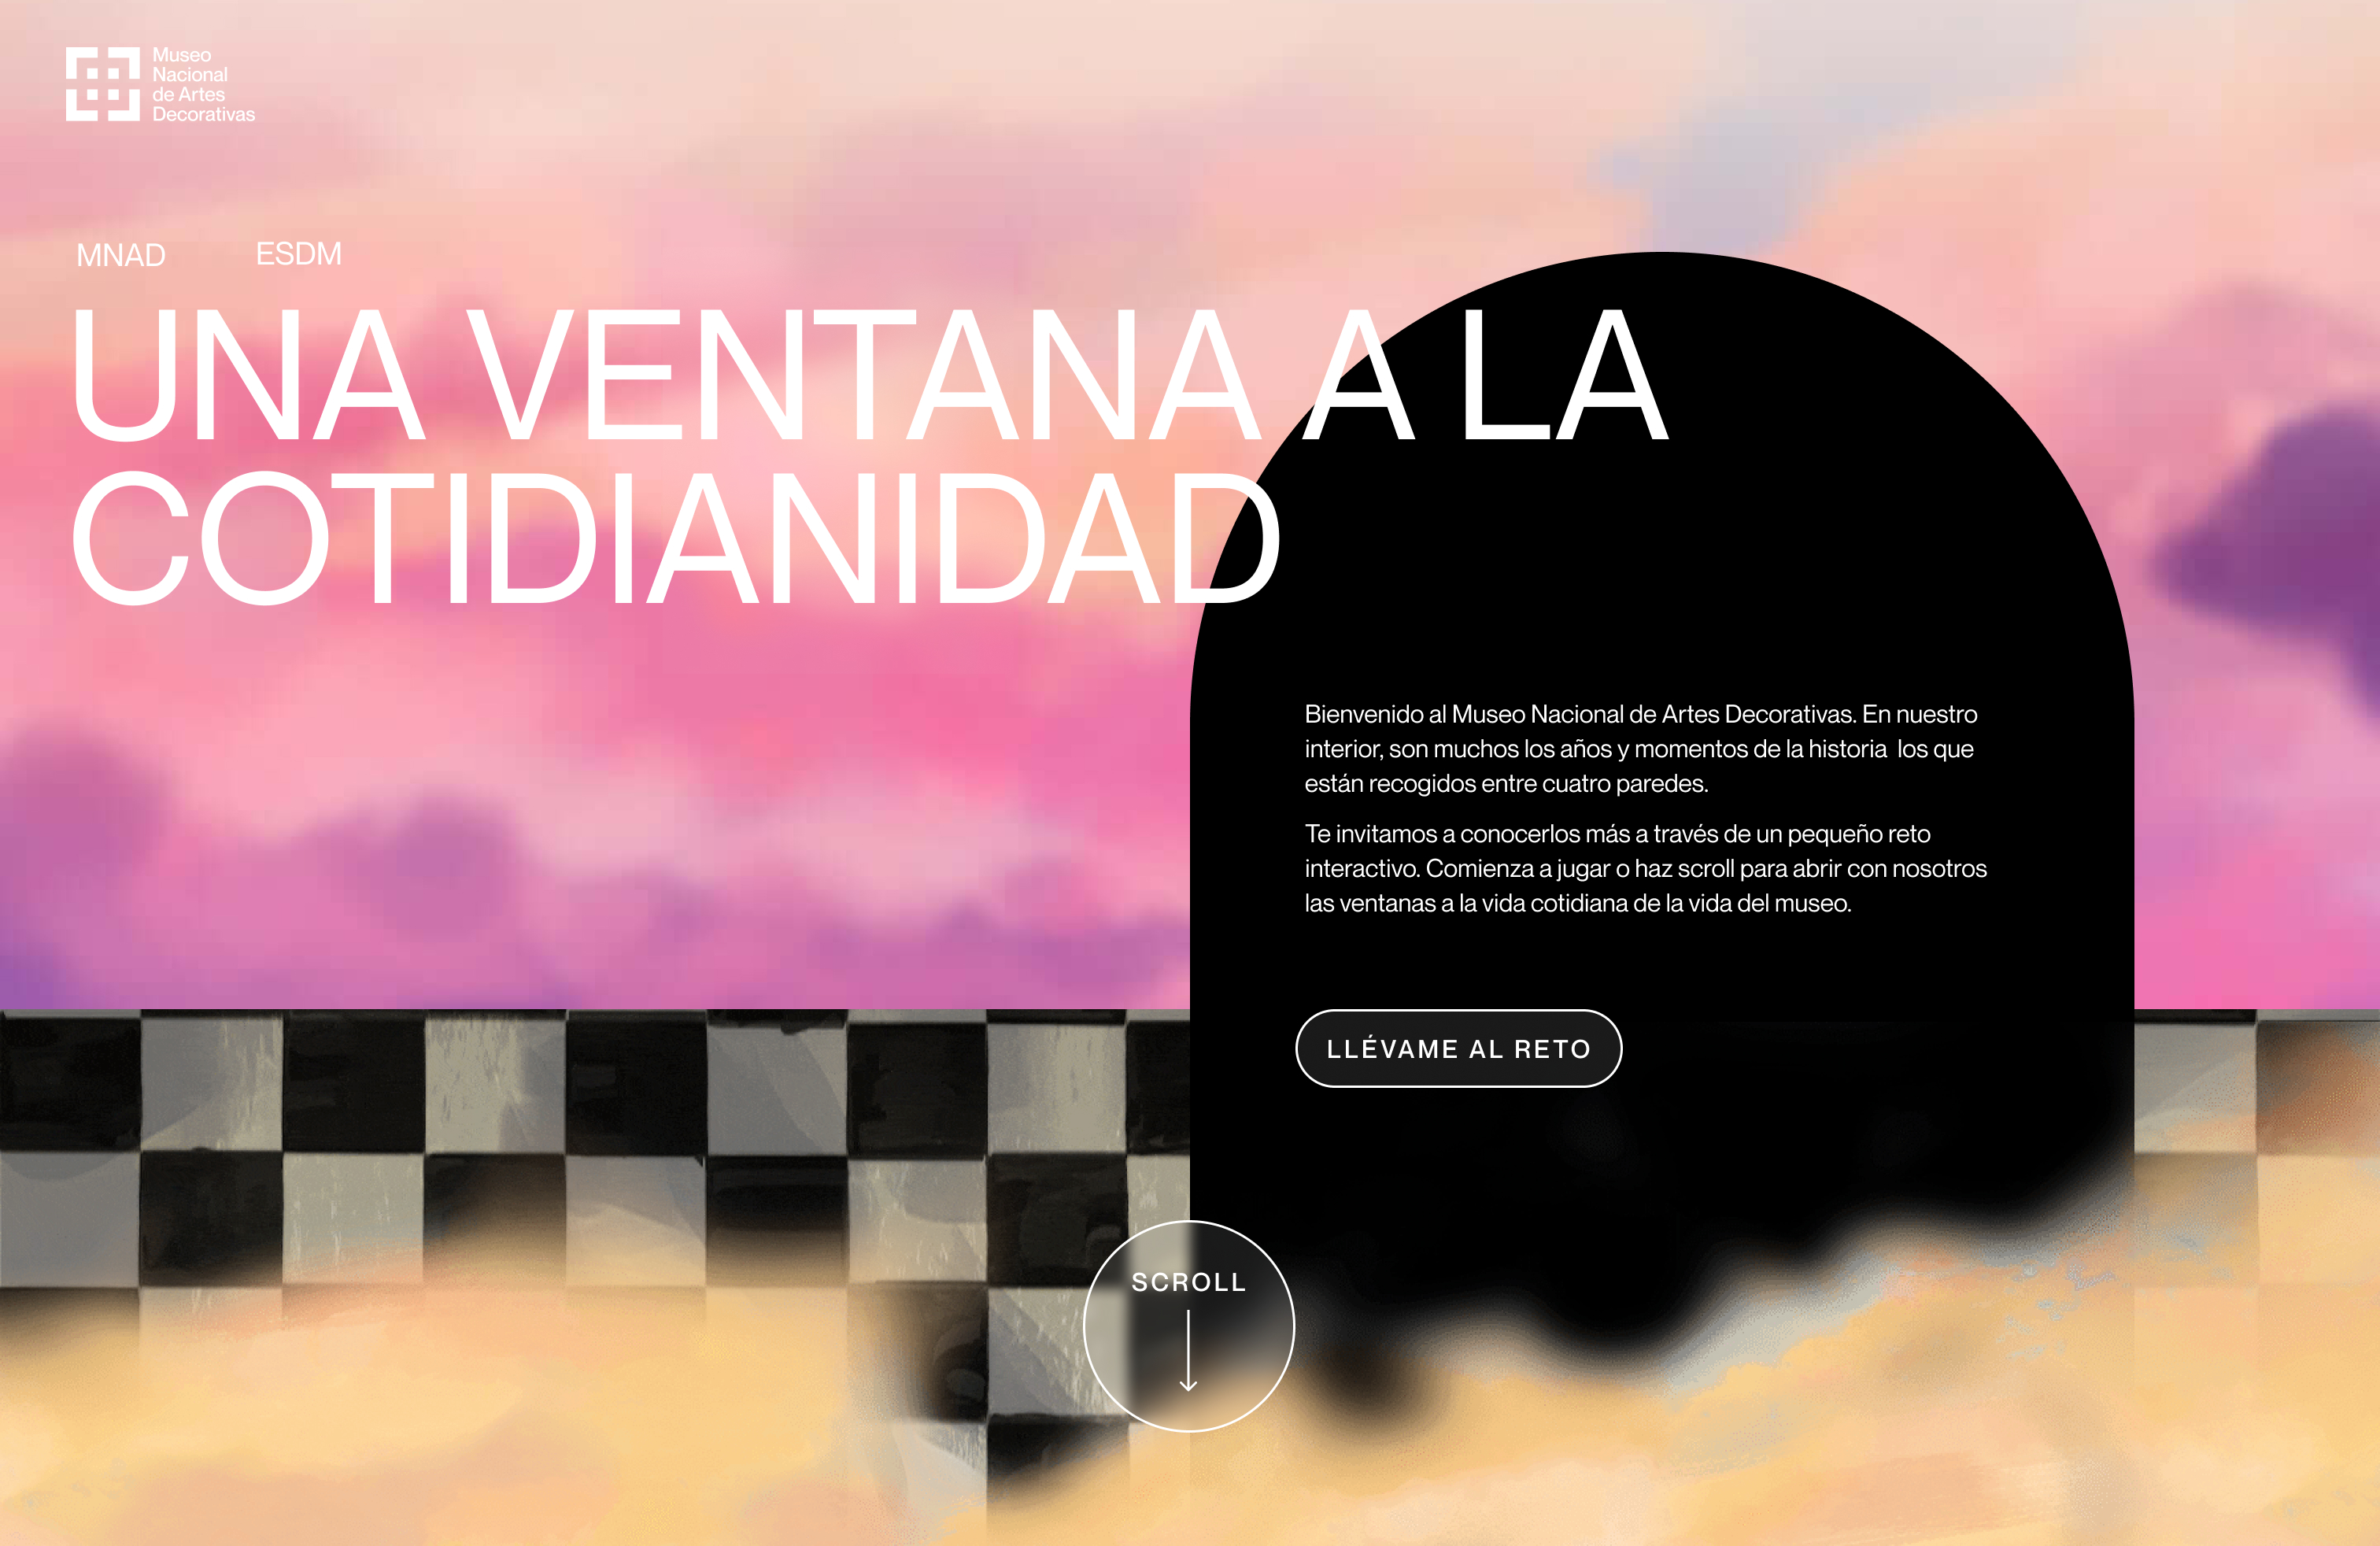 Museo
Nacional
de Artes
Decorativas
MNAD ESDM
UNA VENTANA A LA
COTIDIANIDAD
Bienvenido al Museo Nacional de Artes Decorativas. En nuestro
interior, son muchos los años y momentos de la historia  los que
están recogidos entre cuatro paredes.
Te invitamos a conocerlos más a través de un pequeño reto
interactivo. Comienza a jugar o haz scroll para abrir con nosotros
las ventanas a la vida cotidiana de la vida del museo.
LLÉVAME AL RETO
SCROLL